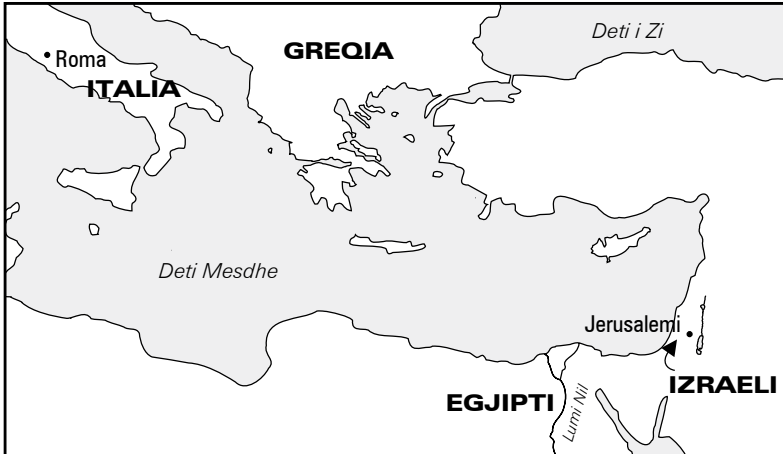 Deti i Zi
GREQIA
Roma
ITALIA
Deti Mesdhe
Jerusalemi
IZRAELI
EGJIPTI
Lumi Nil